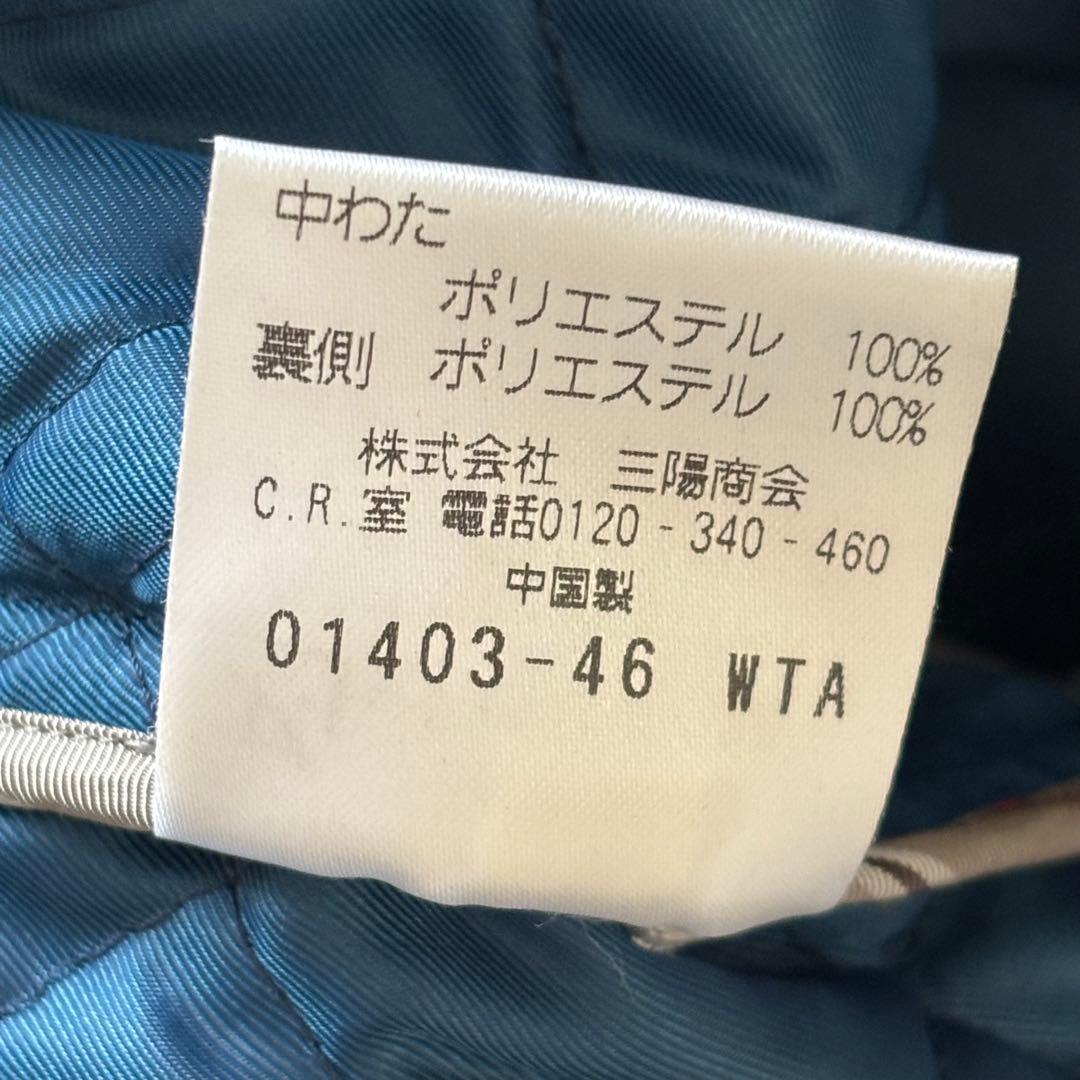 中わた
ポリエステル 100%
裏側 ポリエステル 100%
株式会社 三陽商会
C.R.室 電話0120-340-460
中国製
01403-46 WTA